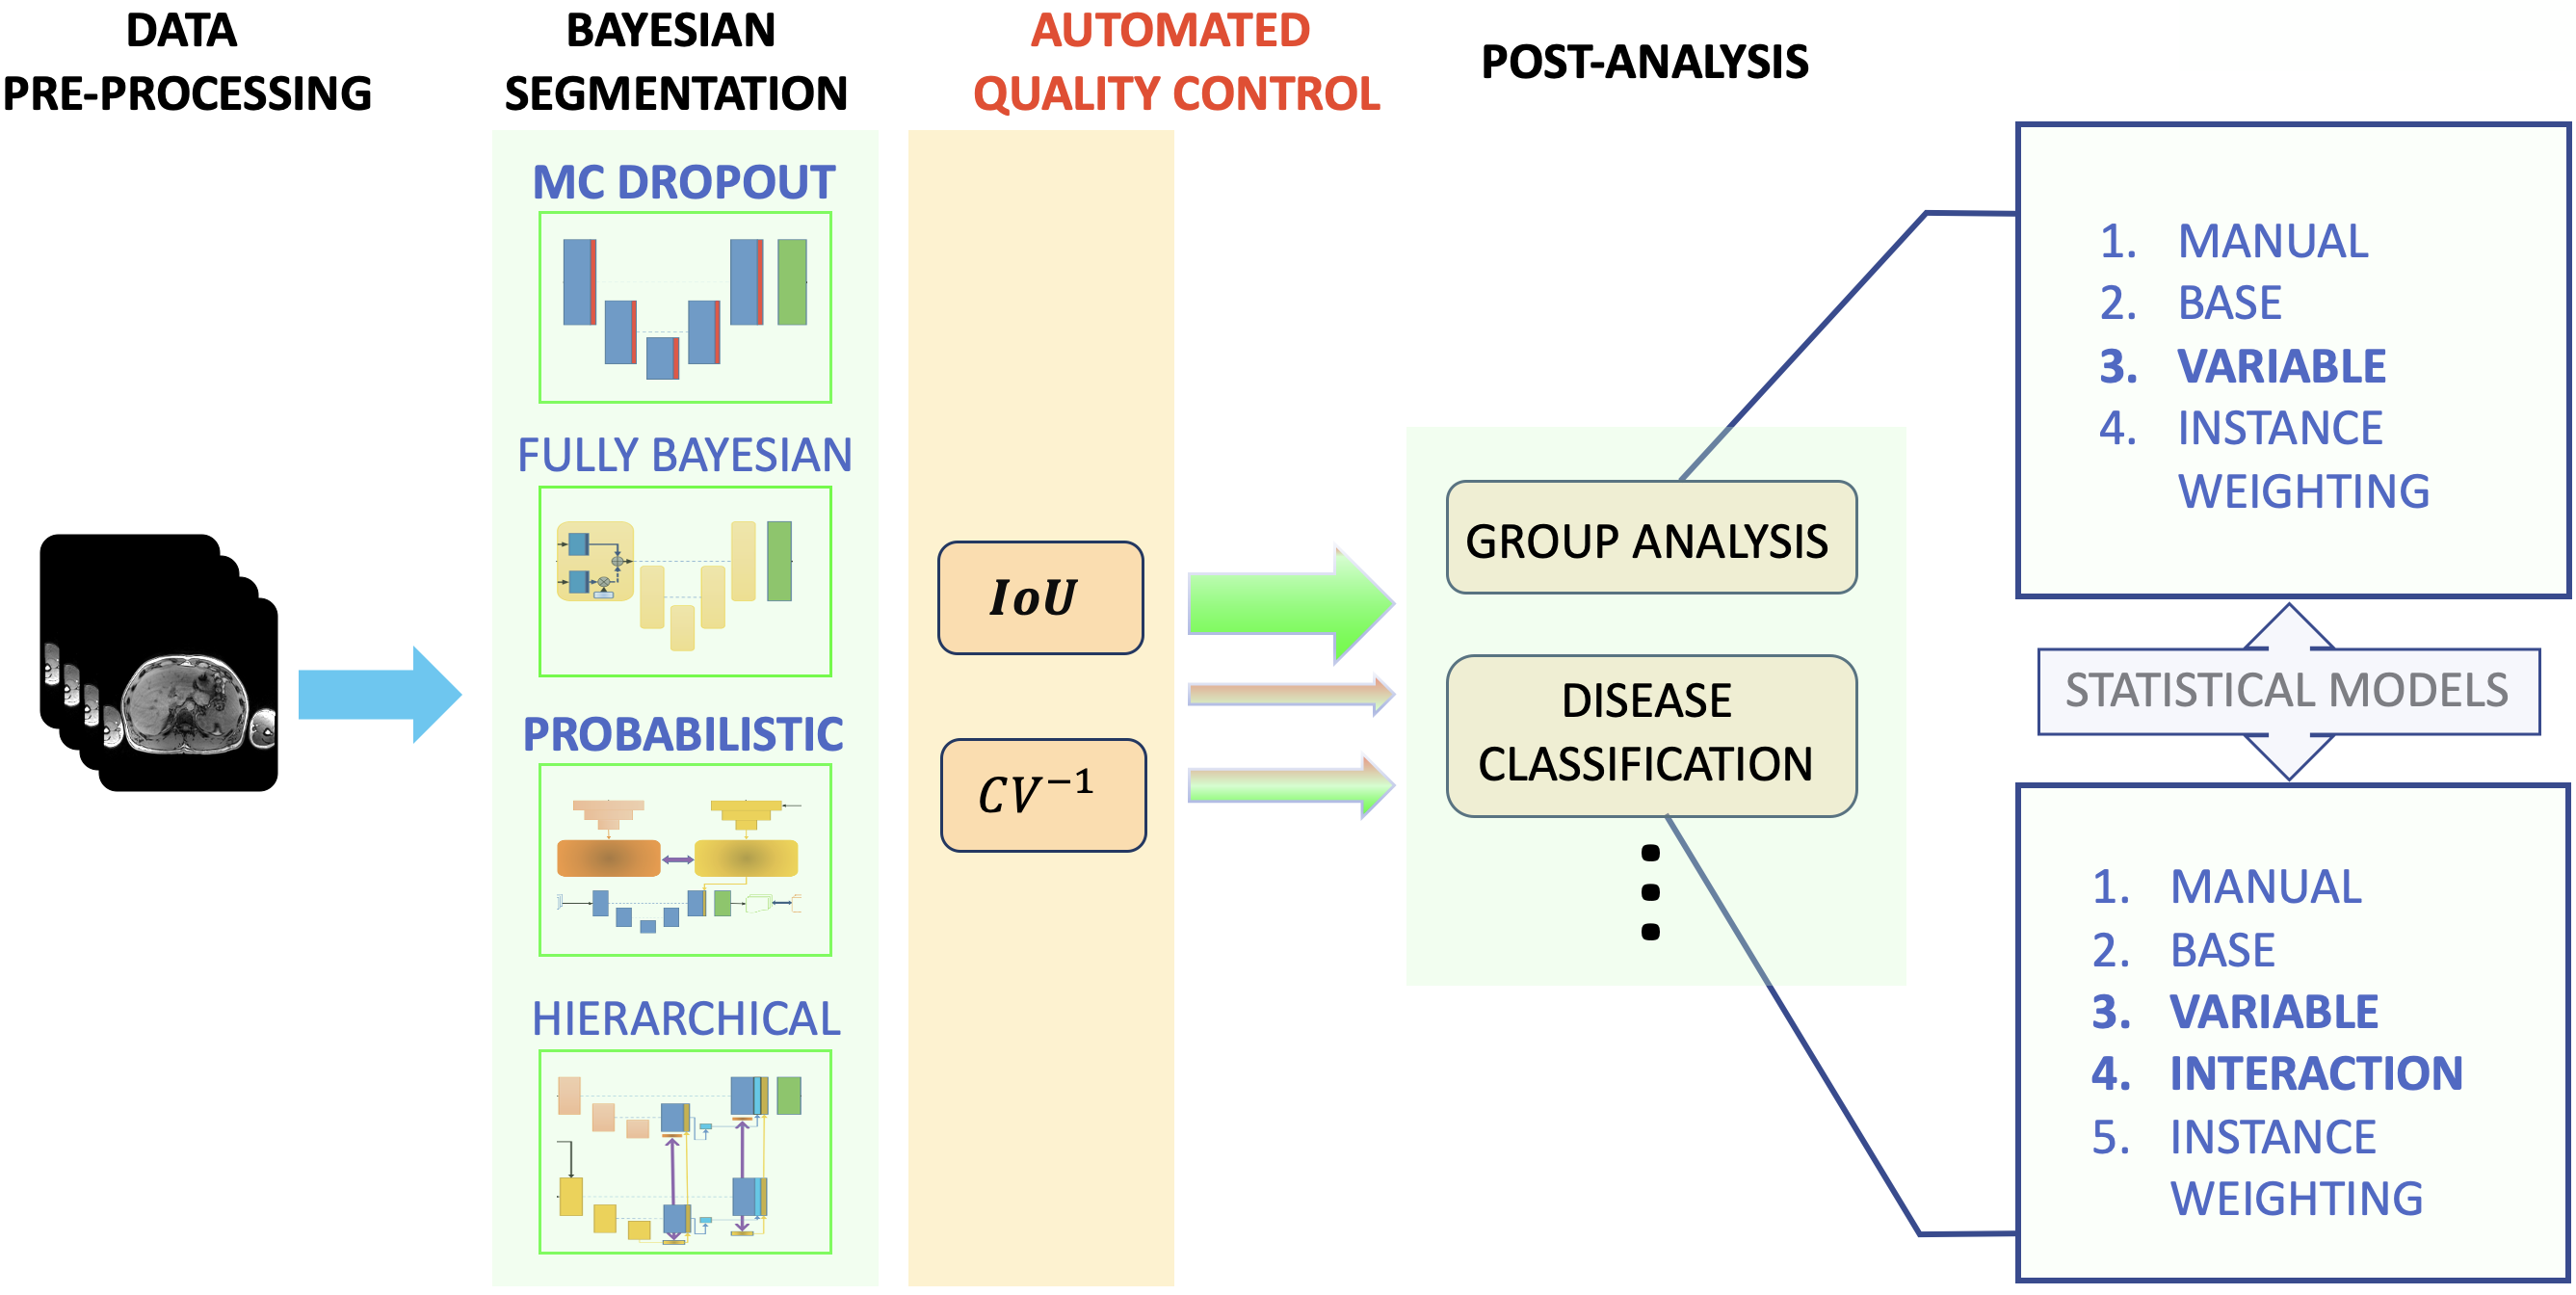 DATA
PRE-PROCESSING
BAYESIAN
SEGMENTATION
AUTOMATED
QUALITY CONTROL
POST-ANALYSIS
MC DROPOUT
FULLY BAYESIAN
PROBABILISTIC
HIERARCHICAL
IoU
CV⁻¹
GROUP ANALYSIS
DISEASE
CLASSIFICATION
1. MANUAL
2. BASE
3. VARIABLE
4. INSTANCE
WEIGHTING
STATISTICAL MODELS
1. MANUAL
2. BASE
3. VARIABLE
4. INTERACTION
5. INSTANCE
WEIGHTING